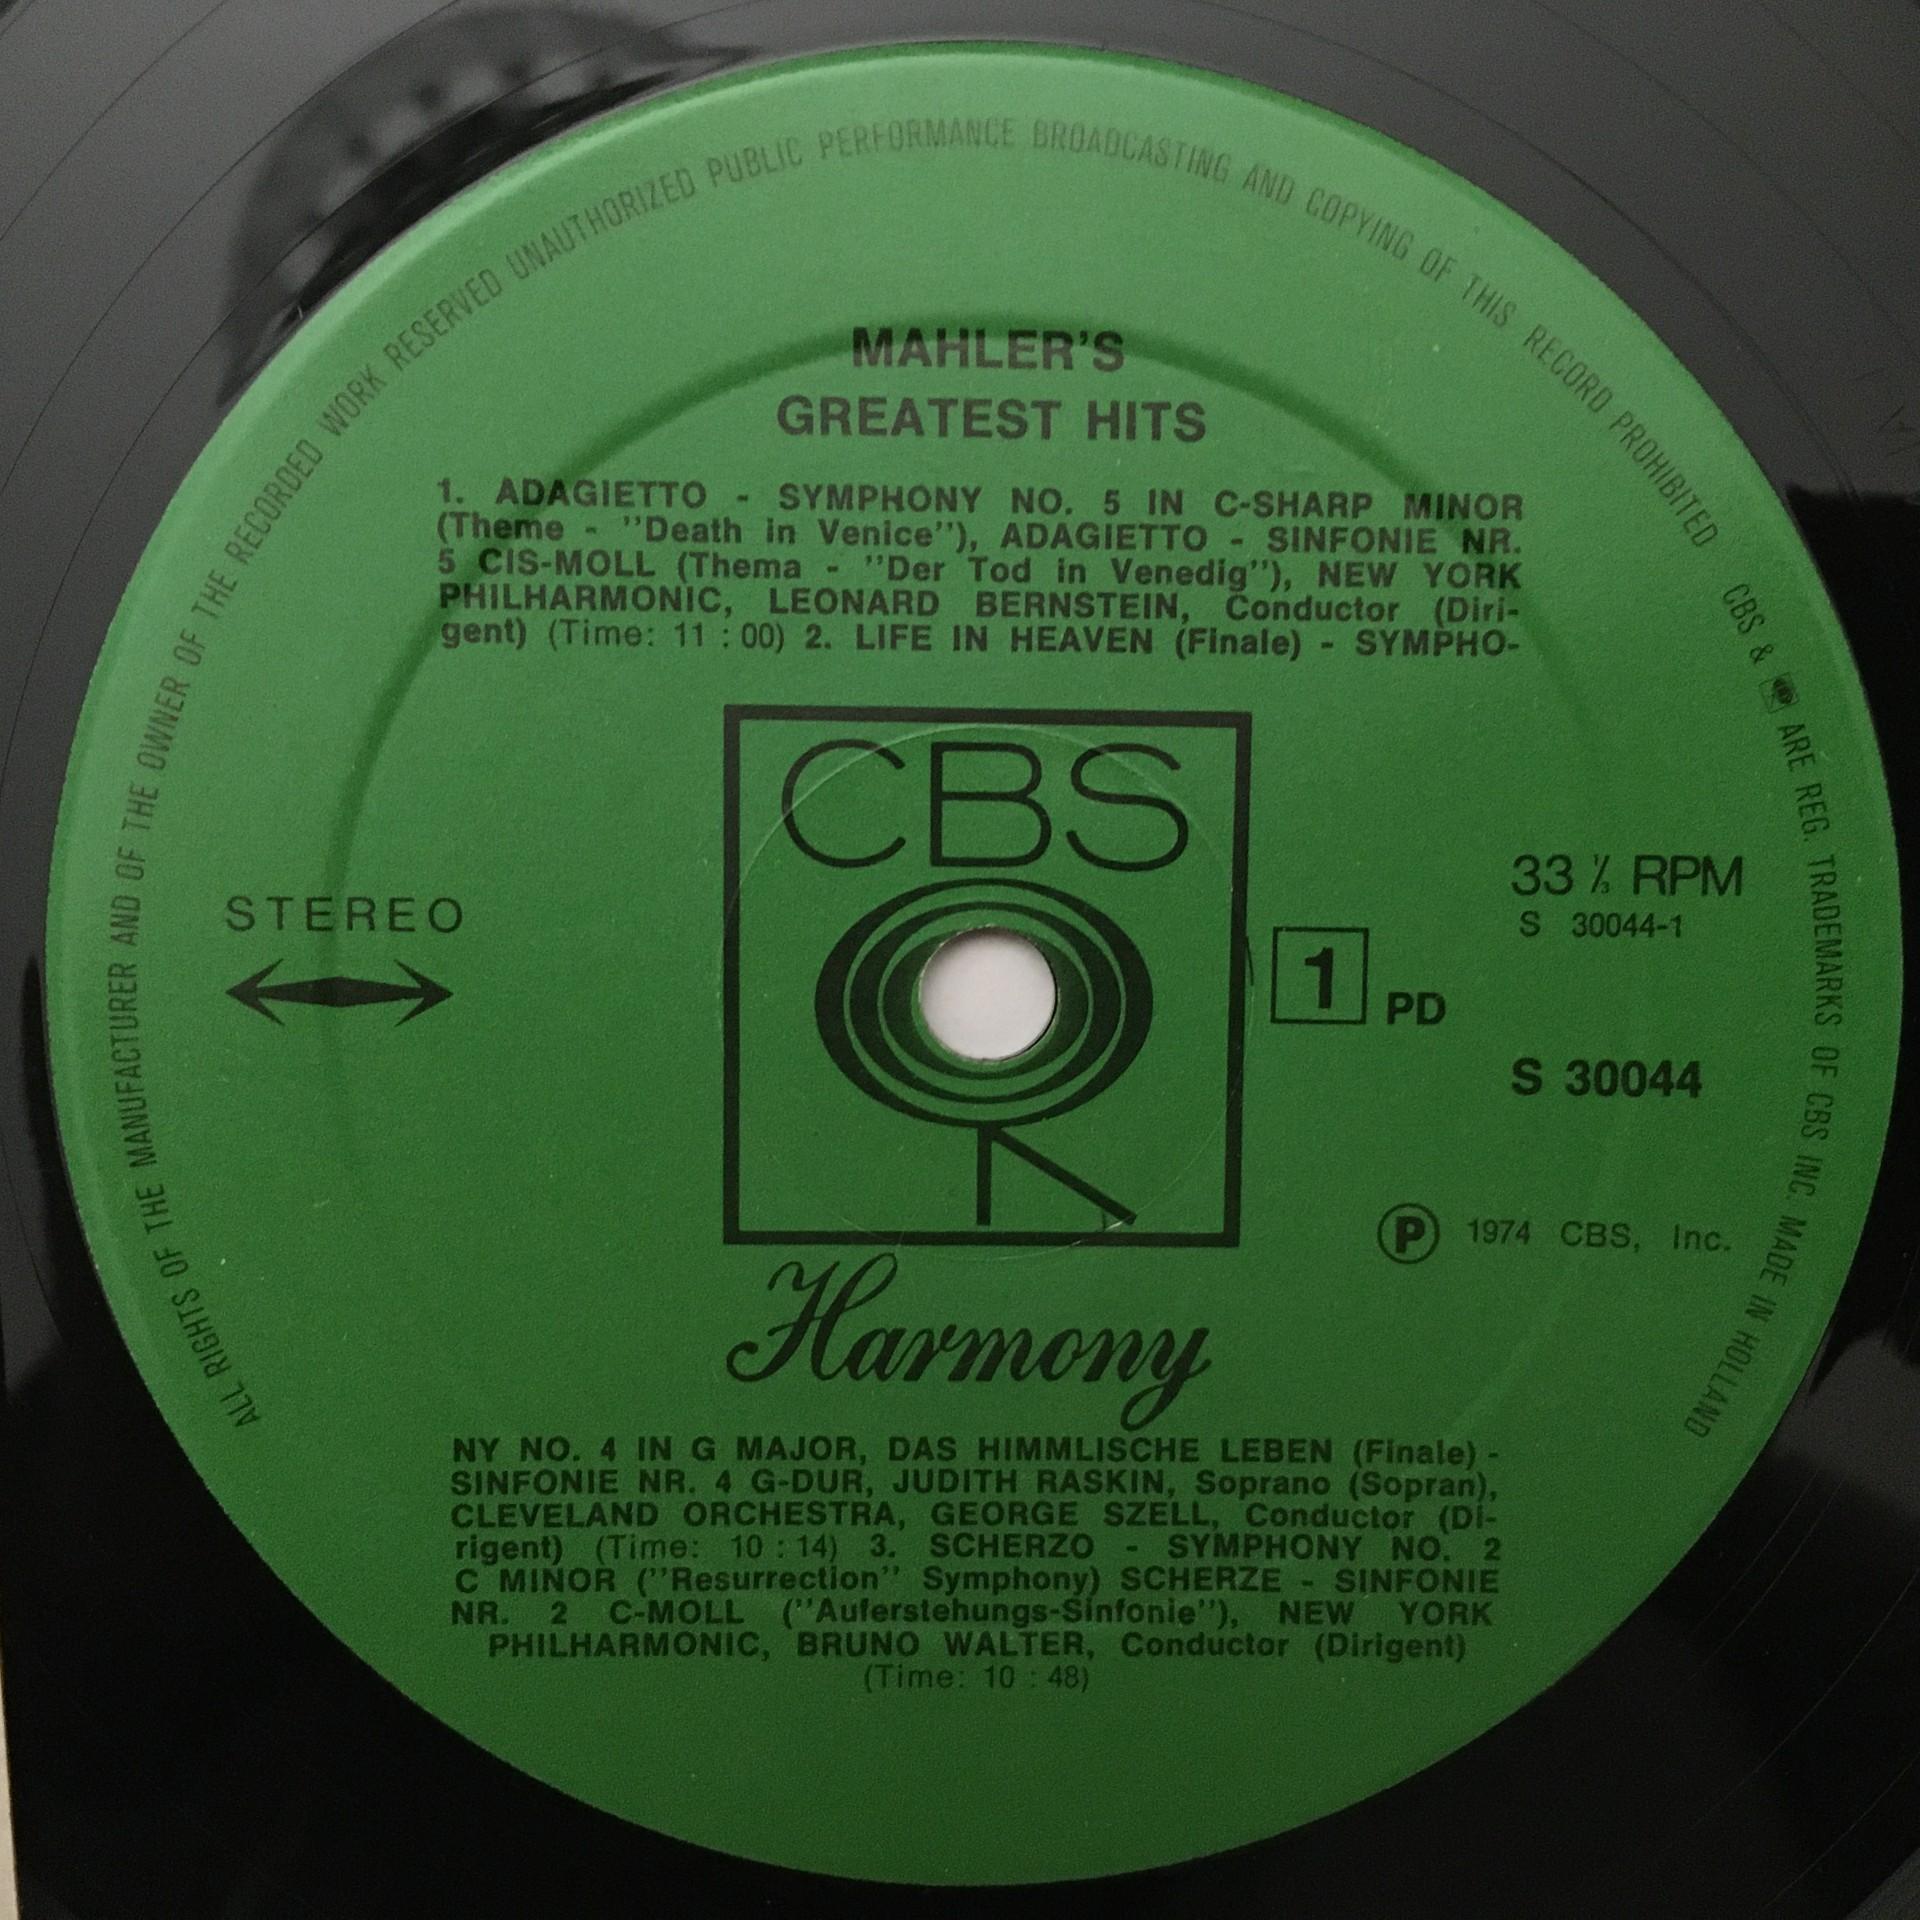 ALL RIGHTS OF THE MANUFACTURER AND OF THE OWNER OF THE RECORDED WORK RESERVED UNAUTHORIZED PUBLIC PERFORMANCE BROADCASTING AND COPYING OF THIS RECORD PROHIBITED CBS & ARE REG. TRADEMARKS OF CBS INC. MADE IN HOLLAND
MAHLER'S
GREATEST HITS
1. ADAGIETTO - SYMPHONY NO. 5 IN C-SHARP MINOR
(Theme - ''Death in Venice''), ADAGIETTO - SINFONIE NR.
5 CIS-MOLL (Thema - ''Der Tod in Venedig''), NEW YORK
PHILHARMONIC, LEONARD BERNSTEIN, Conductor (Diri-
gent) (Time: 11 : 00) 2. LIFE IN HEAVEN (Finale) - SYMPHO-
CBS
STEREO
33 ⅓ RPM
S 30044-1
1 PD
S 30044
Ⓟ 1974 CBS, Inc.
Harmony
NY NO. 4 IN G MAJOR, DAS HIMMLISCHE LEBEN (Finale) -
SINFONIE NR. 4 G-DUR, JUDITH RASKIN, Soprano (Sopran),
CLEVELAND ORCHESTRA, GEORGE SZELL, Conductor (Di-
rigent) (Time: 10 : 14) 3. SCHERZO - SYMPHONY NO. 2
C MINOR (''Resurrection'' Symphony) SCHERZE - SINFONIE
NR. 2 C-MOLL (''Auferstehungs-Sinfonie''), NEW YORK
PHILHARMONIC, BRUNO WALTER, Conductor (Dirigent)
(Time: 10 : 48)